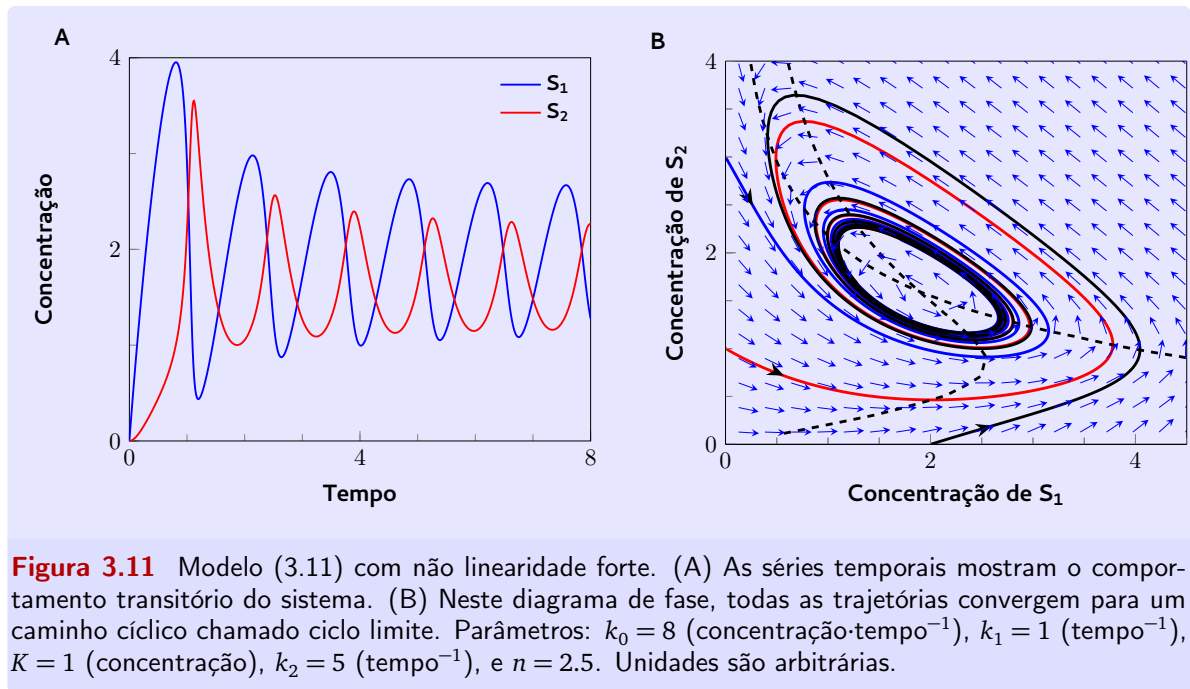 A
4
2
0
0
4
8
S₁
S₂
Concentração
Tempo
B
4
2
0
0
2
4
Concentração de S₂
Concentração de S₁
Figura 3.11 Modelo (3.11) com não linearidade forte. (A) As séries temporais mostram o compor-
tamento transitório do sistema. (B) Neste diagrama de fase, todas as trajetórias convergem para um
caminho cíclico chamado ciclo limite. Parâmetros: k₀ = 8 (concentração·tempo⁻¹), k₁ = 1 (tempo⁻¹),
K = 1 (concentração), k₂ = 5 (tempo⁻¹), e n = 2.5. Unidades são arbitrárias.